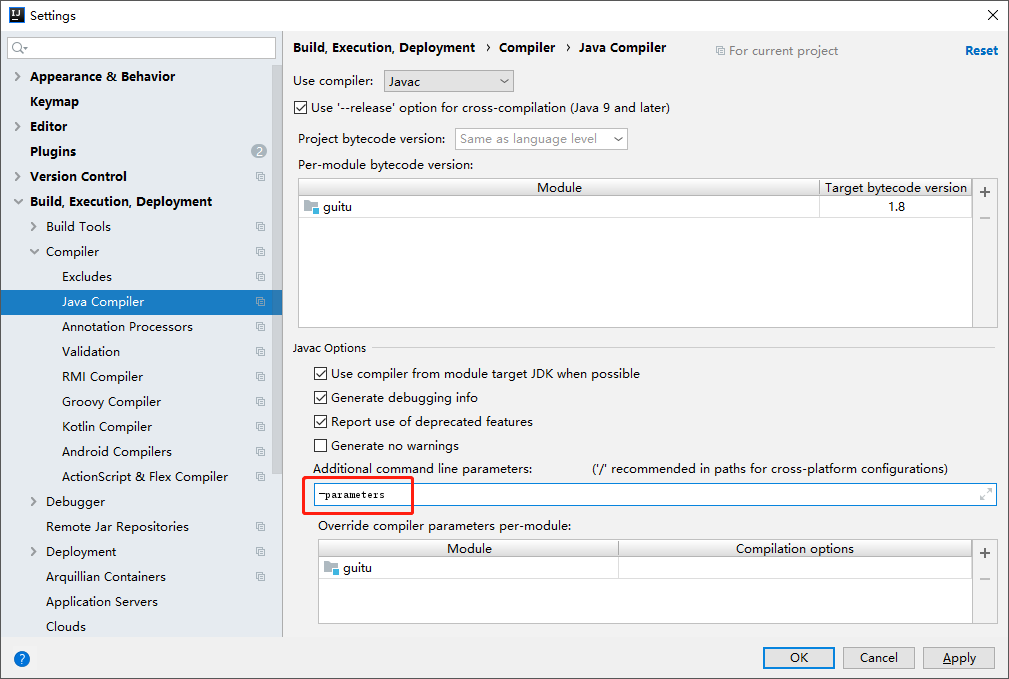 Settings
Build, Execution, Deployment › Compiler › Java Compiler
For current project
Reset
Appearance & Behavior
Keymap
Editor
Plugins 2
Version Control
Build, Execution, Deployment
Build Tools
Compiler
Excludes
Java Compiler
Annotation Processors
Validation
RMI Compiler
Groovy Compiler
Kotlin Compiler
Android Compilers
ActionScript & Flex Compiler
Debugger
Remote Jar Repositories
Deployment
Arquillian Containers
Application Servers
Clouds
Use compiler: Javac
Use '--release' option for cross-compilation (Java 9 and later)
Project bytecode version: Same as language level
Per-module bytecode version:
Module Target bytecode version
guitu 1.8
Javac Options
Use compiler from module target JDK when possible
Generate debugging info
Report use of deprecated features
Generate no warnings
Additional command line parameters: ('/' recommended in paths for cross-platform configurations)
-parameters
Override compiler parameters per-module:
Module Compilation options
guitu
?
OK Cancel Apply